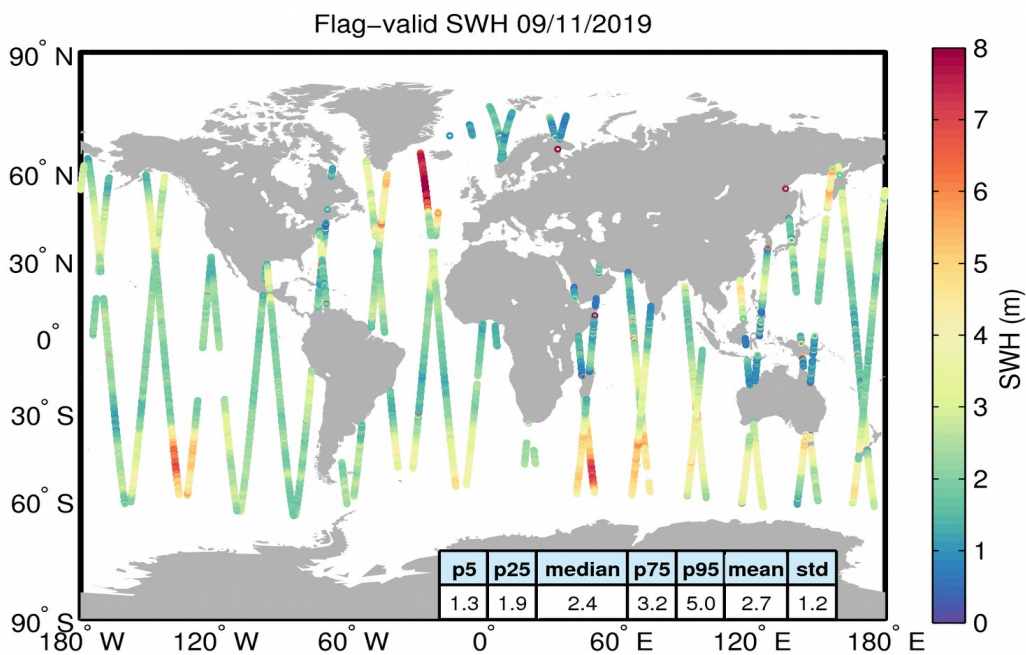 Flag–valid SWH 09/11/2019
90° N
60° N
30° N
0°
30° S
60° S
90° S
180° W
120° W
60° W
0°
60° E
120° E
180° E
p5 p25 median p75 p95 mean std
1.3 1.9 2.4 3.2 5.0 2.7 1.2
8
7
6
5
4
3
2
1
0
SWH (m)